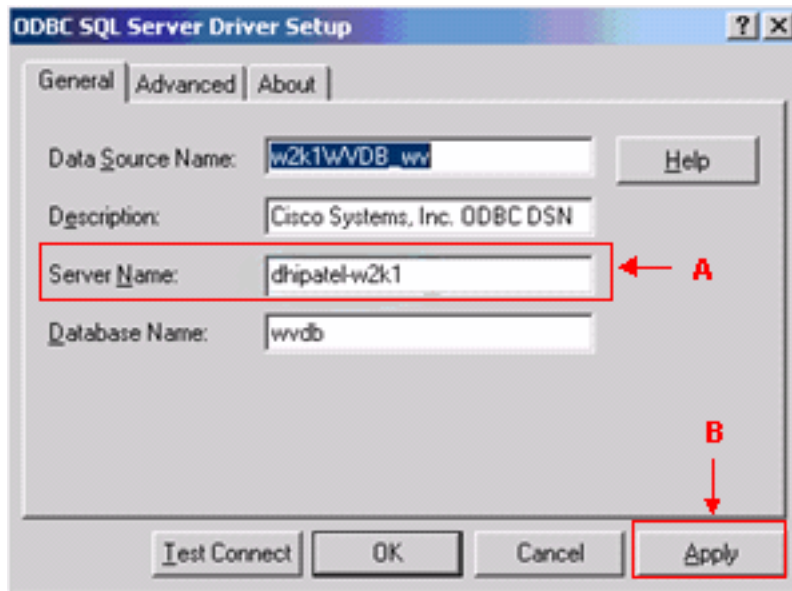 ODBC SQL Server Driver Setup
General Advanced About
Data Source Name: w2k1WVDB_wv Help
Description: Cisco Systems, Inc. ODBC DSN
Server Name: dhipatel-w2k1 A
Database Name: wvdb
B
Test Connect OK Cancel Apply